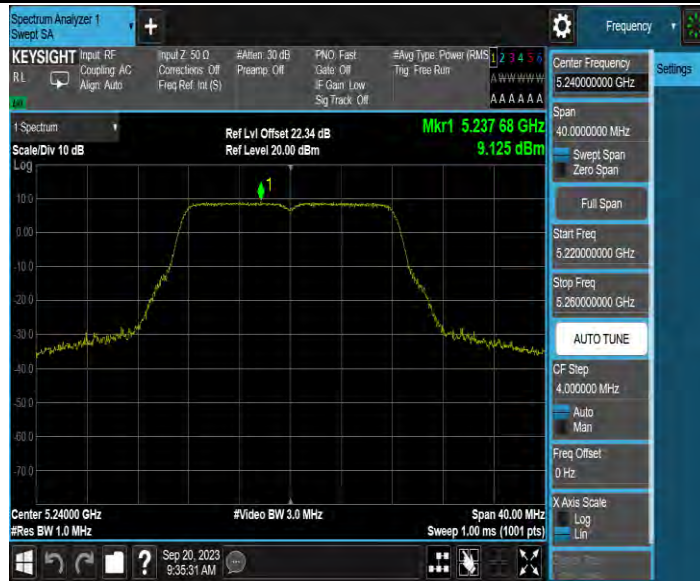 Spectrum Analyzer 1
Swept SA
Frequency
KEYSIGHT
RL
Input: RF
Coupling: AC
Align: Auto
Input Z: 50 Ω
Corrections: Off
Freq Ref: Int (S)
#Atten: 30 dB
Preamp: Off
PNO: Fast
Gate: Off
IF Gain: Low
Sig Track: Off
#Avg Type: Power (RMS
Trig: Free Run
1 2 3 4 5 6
A W W W W W
A A A A A A
1 Spectrum
Scale/Div 10 dB
Log
Ref Lvl Offset 22.34 dB
Ref Level 20.00 dBm
Mkr1 5.237 68 GHz
9.125 dBm
1
10.0
0.00
-10.0
-20.0
-30.0
-40.0
-50.0
-60.0
-70.0
Center 5.24000 GHz
#Res BW 1.0 MHz
#Video BW 3.0 MHz
Span 40.00 MHz
Sweep 1.00 ms (1001 pts)
Center Frequency
5.240000000 GHz
Settings
Span
40.0000000 MHz
Swept Span
Zero Span
Full Span
Start Freq
5.220000000 GHz
Stop Freq
5.260000000 GHz
AUTO TUNE
CF Step
4.000000 MHz
Auto
Man
Freq Offset
0 Hz
X Axis Scale
Log
Lin
?
Sep 20, 2023
9:35:31 AM